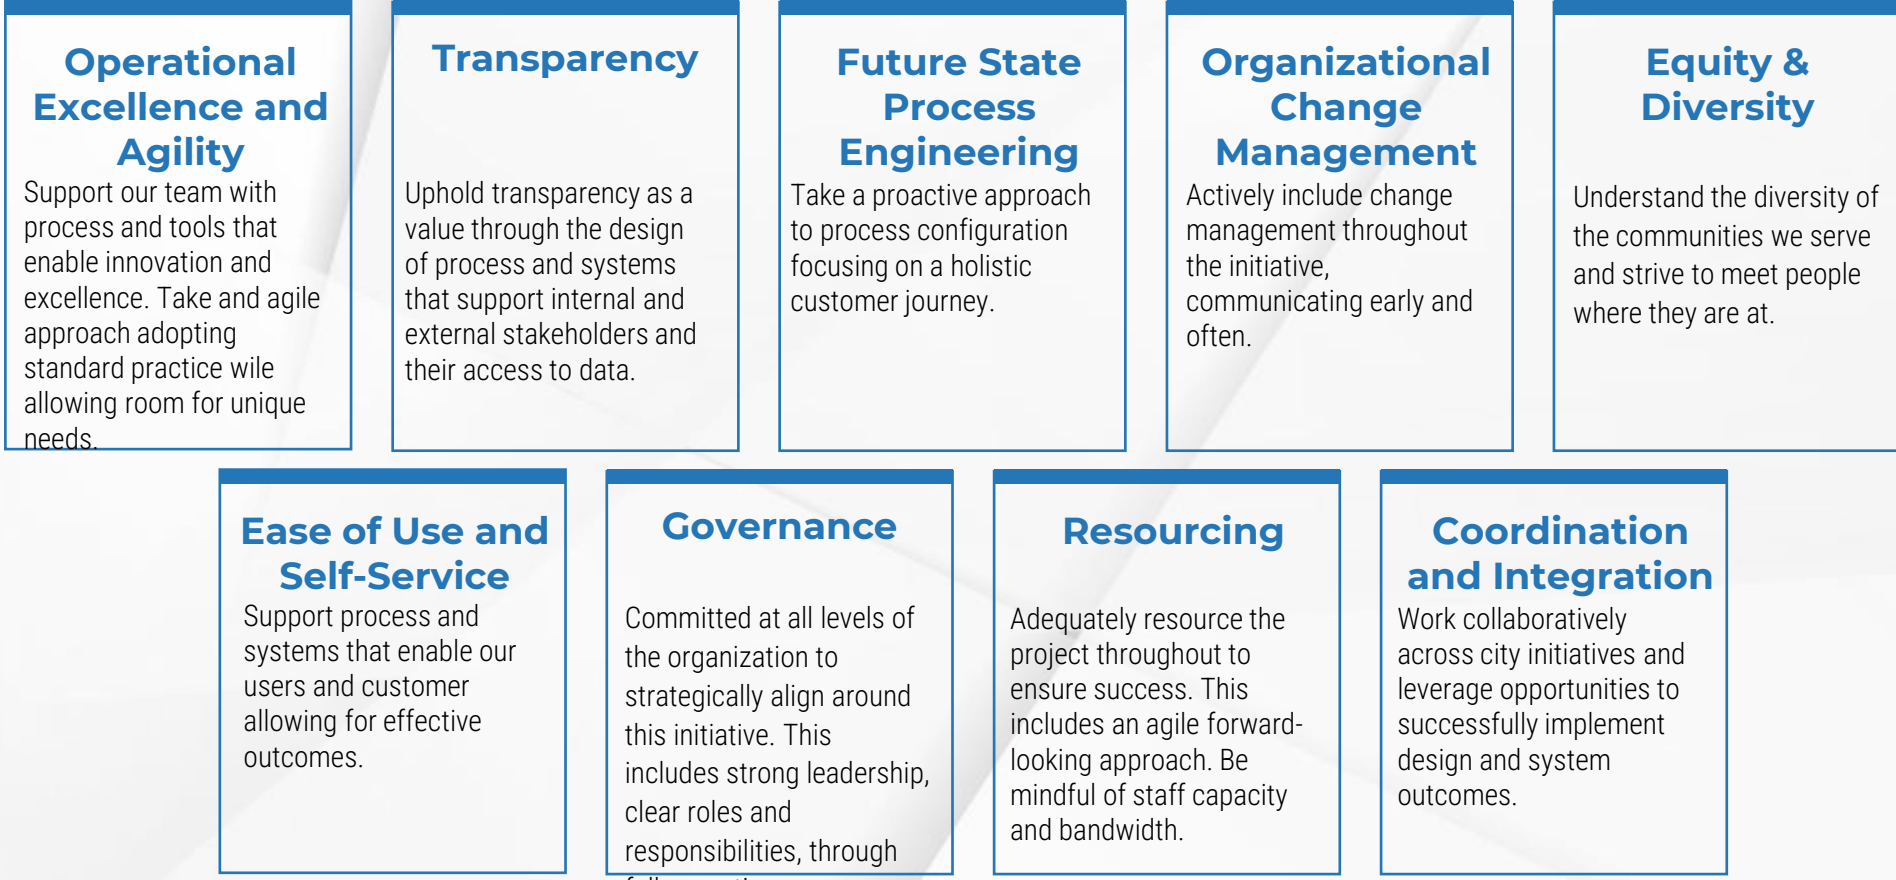 Operational
Excellence and
Agility
Support our team with
process and tools that
enable innovation and
excellence. Take and agile
approach adopting
standard practice wile
allowing room for unique
needs.
Transparency
Uphold transparency as a
value through the design
of process and systems
that support internal and
external stakeholders and
their access to data.
Future State
Process
Engineering
Take a proactive approach
to process configuration
focusing on a holistic
customer journey.
Organizational
Change
Management
Actively include change
management throughout
the initiative,
communicating early and
often.
Equity &
Diversity
Understand the diversity of
the communities we serve
and strive to meet people
where they are at.
Ease of Use and
Self-Service
Support process and
systems that enable our
users and customer
allowing for effective
outcomes.
Governance
Committed at all levels of
the organization to
strategically align around
this initiative. This
includes strong leadership,
clear roles and
responsibilities, through
Resourcing
Adequately resource the
project throughout to
ensure success. This
includes an agile forward-
looking approach. Be
mindful of staff capacity
and bandwidth.
Coordination
and Integration
Work collaboratively
across city initiatives and
leverage opportunities to
successfully implement
design and system
outcomes.